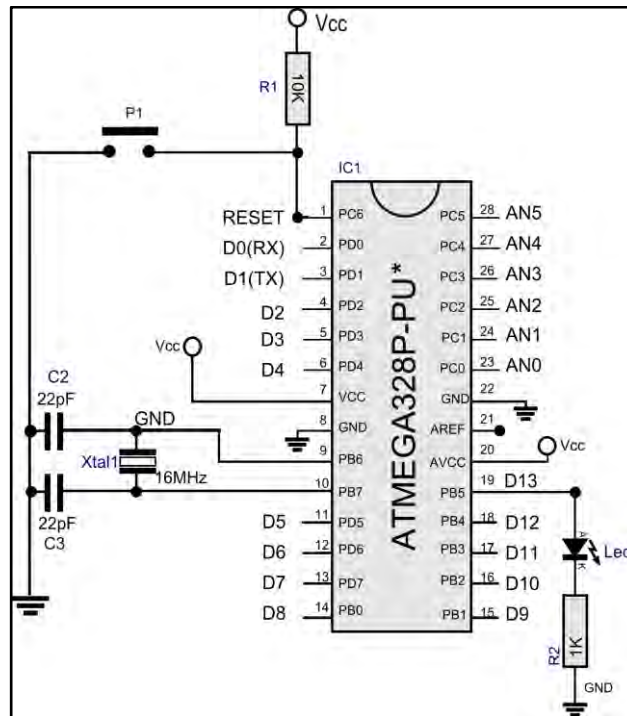 Vcc
R1
10K
P1
IC1
RESET 1 PC6 PC5 28 AN5
D0(RX) 2 PD0 PC4 27 AN4
D1(TX) 3 PD1 PC3 26 AN3
D2 4 PD2 PC2 25 AN2
D3 5 PD3 PC1 24 AN1
Vcc D4 6 PD4 PC0 23 AN0
7 VCC GND 22
8 GND AREF 21
9 PB6 AVCC 20 Vcc
10 PB7 PB5 19 D13
D5 11 PD5 PB4 18 D12
D6 12 PD6 PB3 17 D11
D7 13 PD7 PB2 16 D10
D8 14 PB0 PB1 15 D9
ATMEGA328P-PU*
C2
22pF
GND
Xtal1
16MHz
22pF
C3
A
K
Led
R2
1K
GND